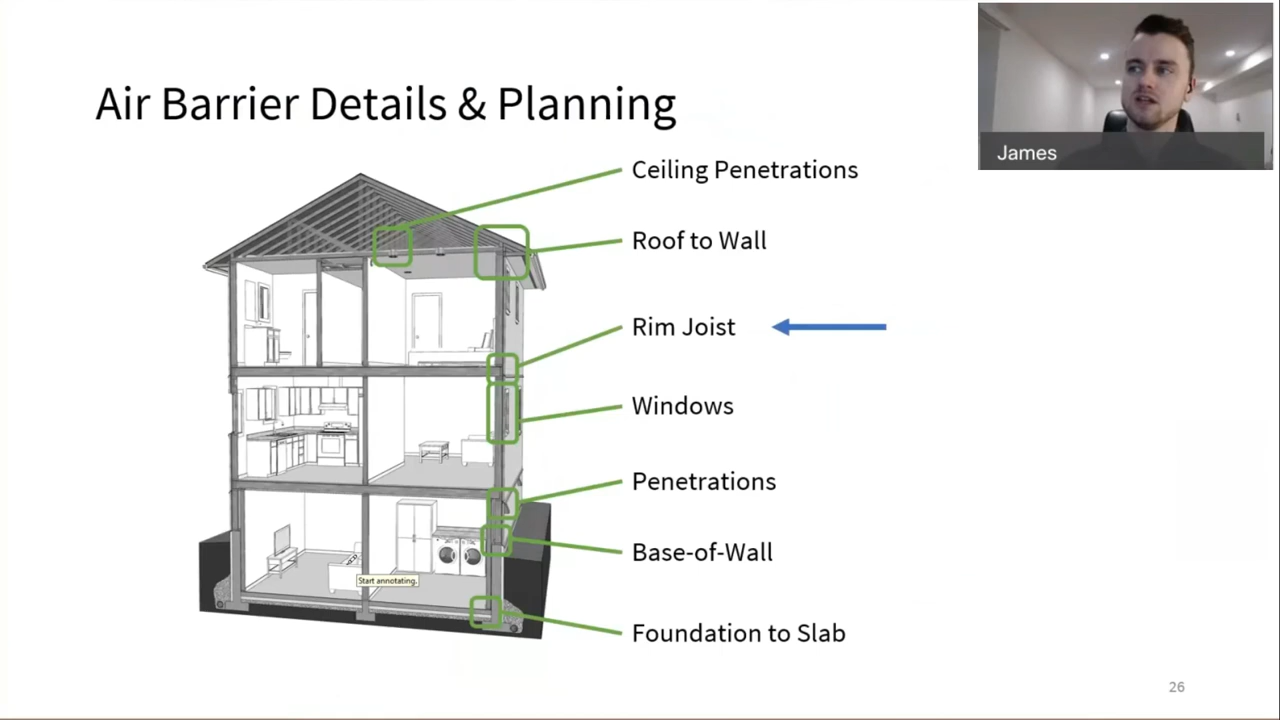 Air Barrier Details & Planning
James
Ceiling Penetrations
Roof to Wall
Rim Joist
Windows
Penetrations
Base-of-Wall
Start annotating.
Foundation to Slab
26